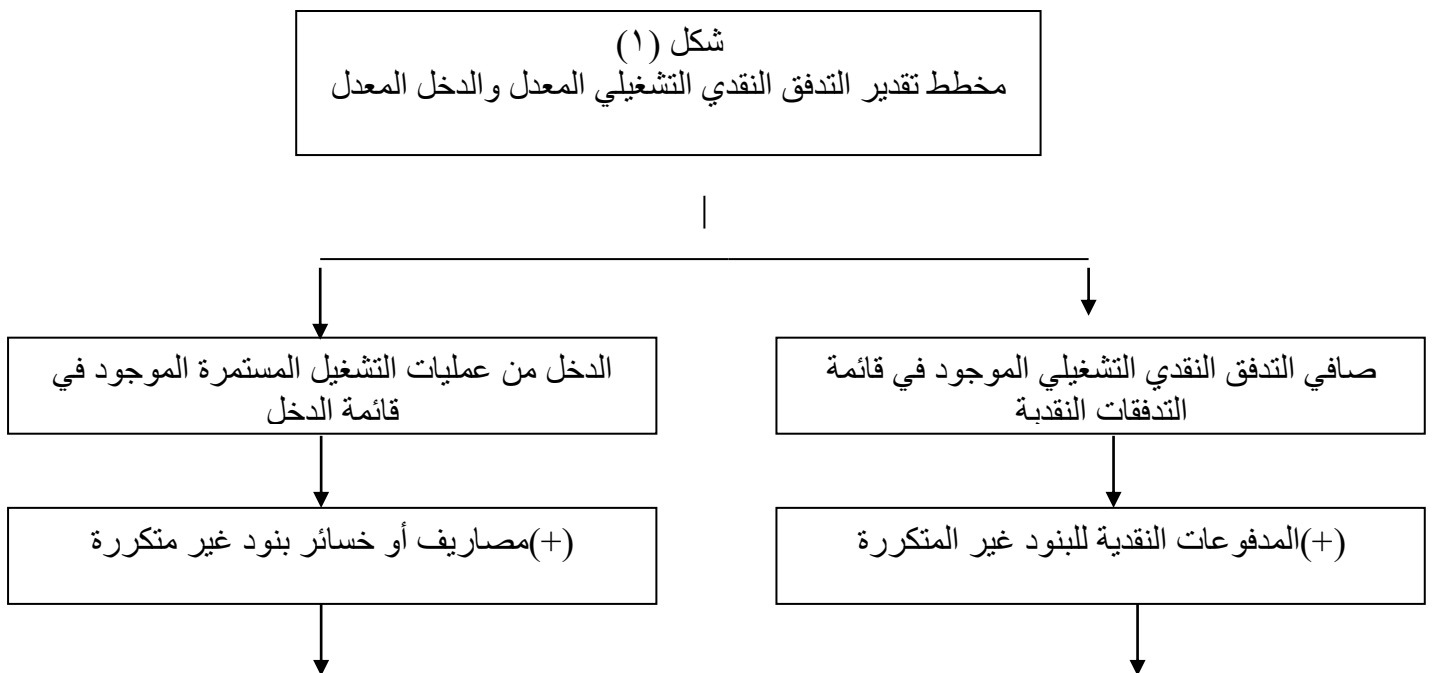 شكل (١)
مخطط تقدير التدفق النقدي التشغيلي المعدل والدخل المعدل
صافي التدفق النقدي التشغيلي الموجود في قائمة
التدفقات النقدية
الدخل من عمليات التشغيل المستمرة الموجود في
قائمة الدخل
(+)المدفوعات النقدية للبنود غير المتكررة
(+)مصاريف أو خسائر بنود غير متكررة